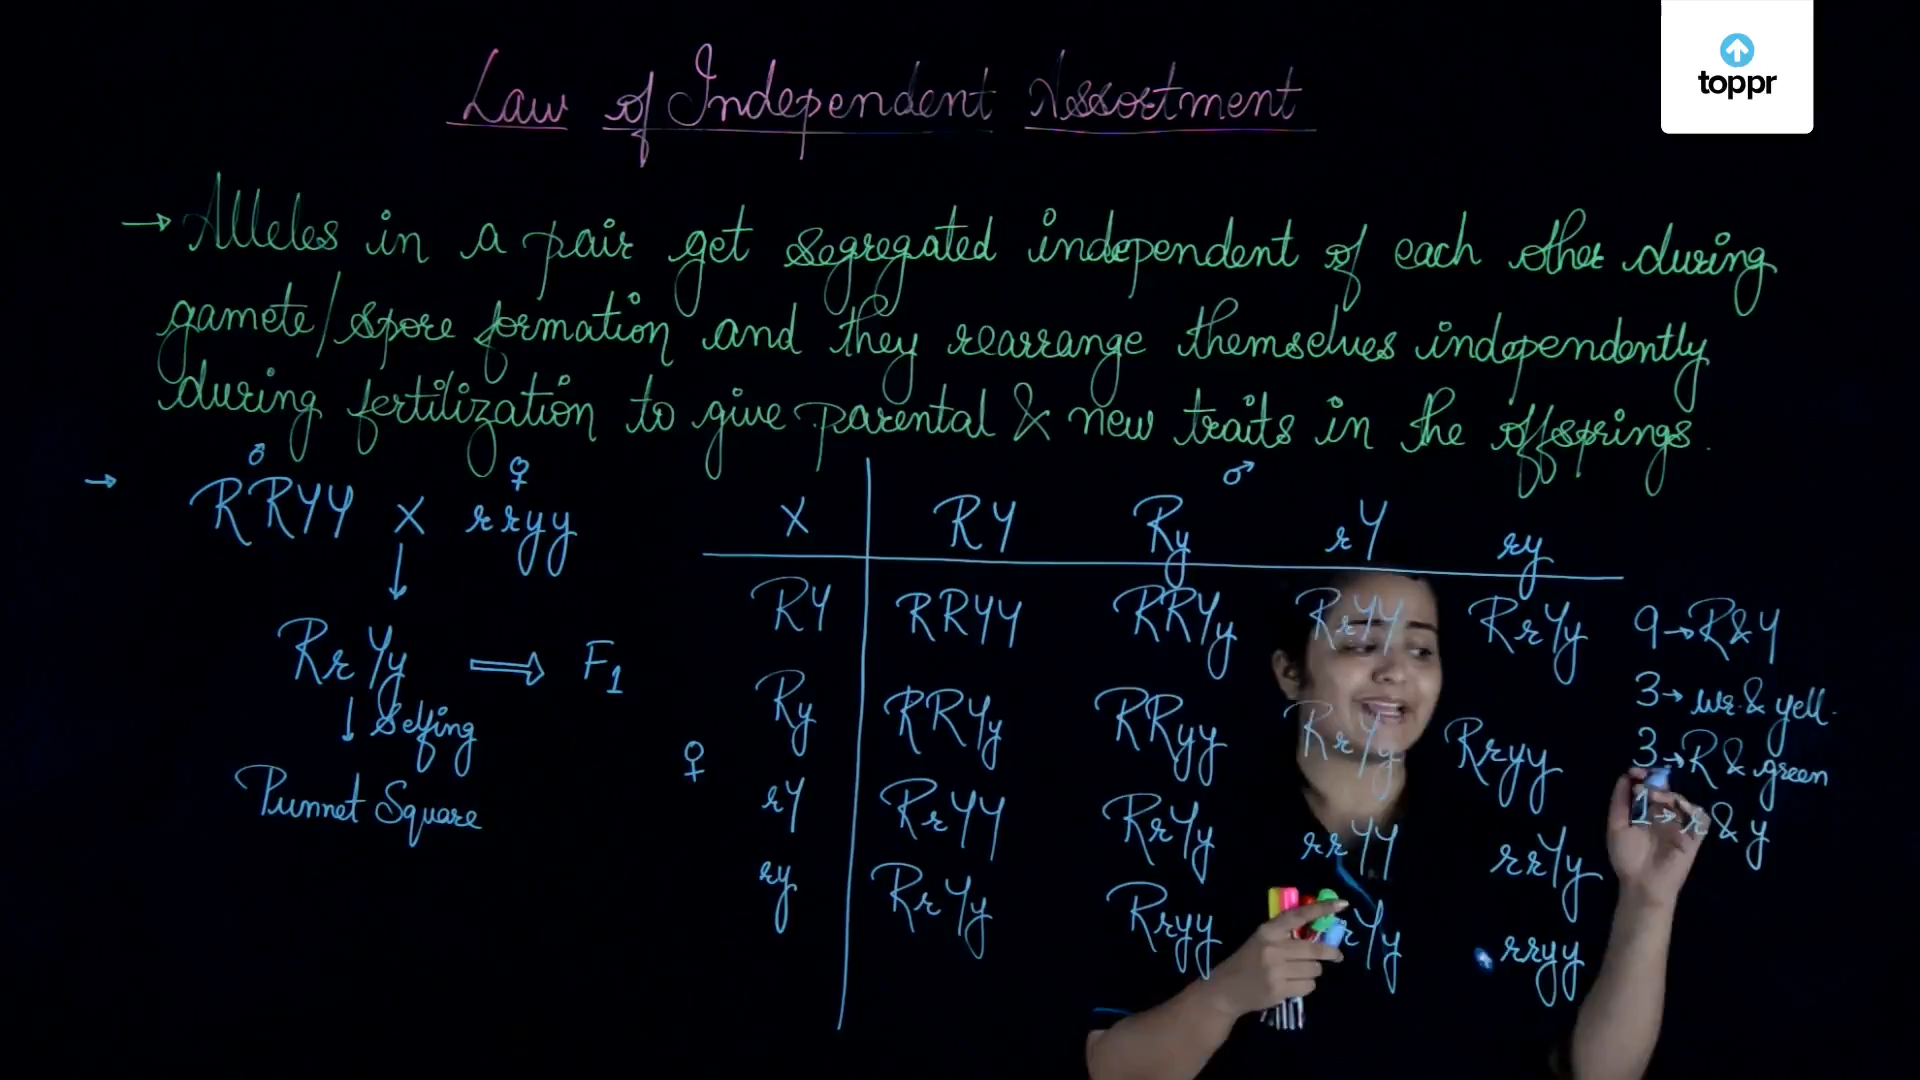 toppr
Law of Independent Assortment
→ Alleles in a pair get segregated independent of each other during
gamete/spore formation and they rearrange themselves independently
during fertilization to give parental & new traits in the offsprings.
♂ ♀ ♂
→ RRYY X rryy
X RY Ry rY ry
RrYy ⇒ F1
↓ Selfing
Punnet Square
♀
RY RRYY RRYy RrYY RrYy
Ry RRYy RRyy RrYy Rryy
rY RrYY RrYy rrYY rrYy
ry RrYy Rryy rYy rryy
9→R&Y
3→ wr. & yell.
3→R & green
1→r&y